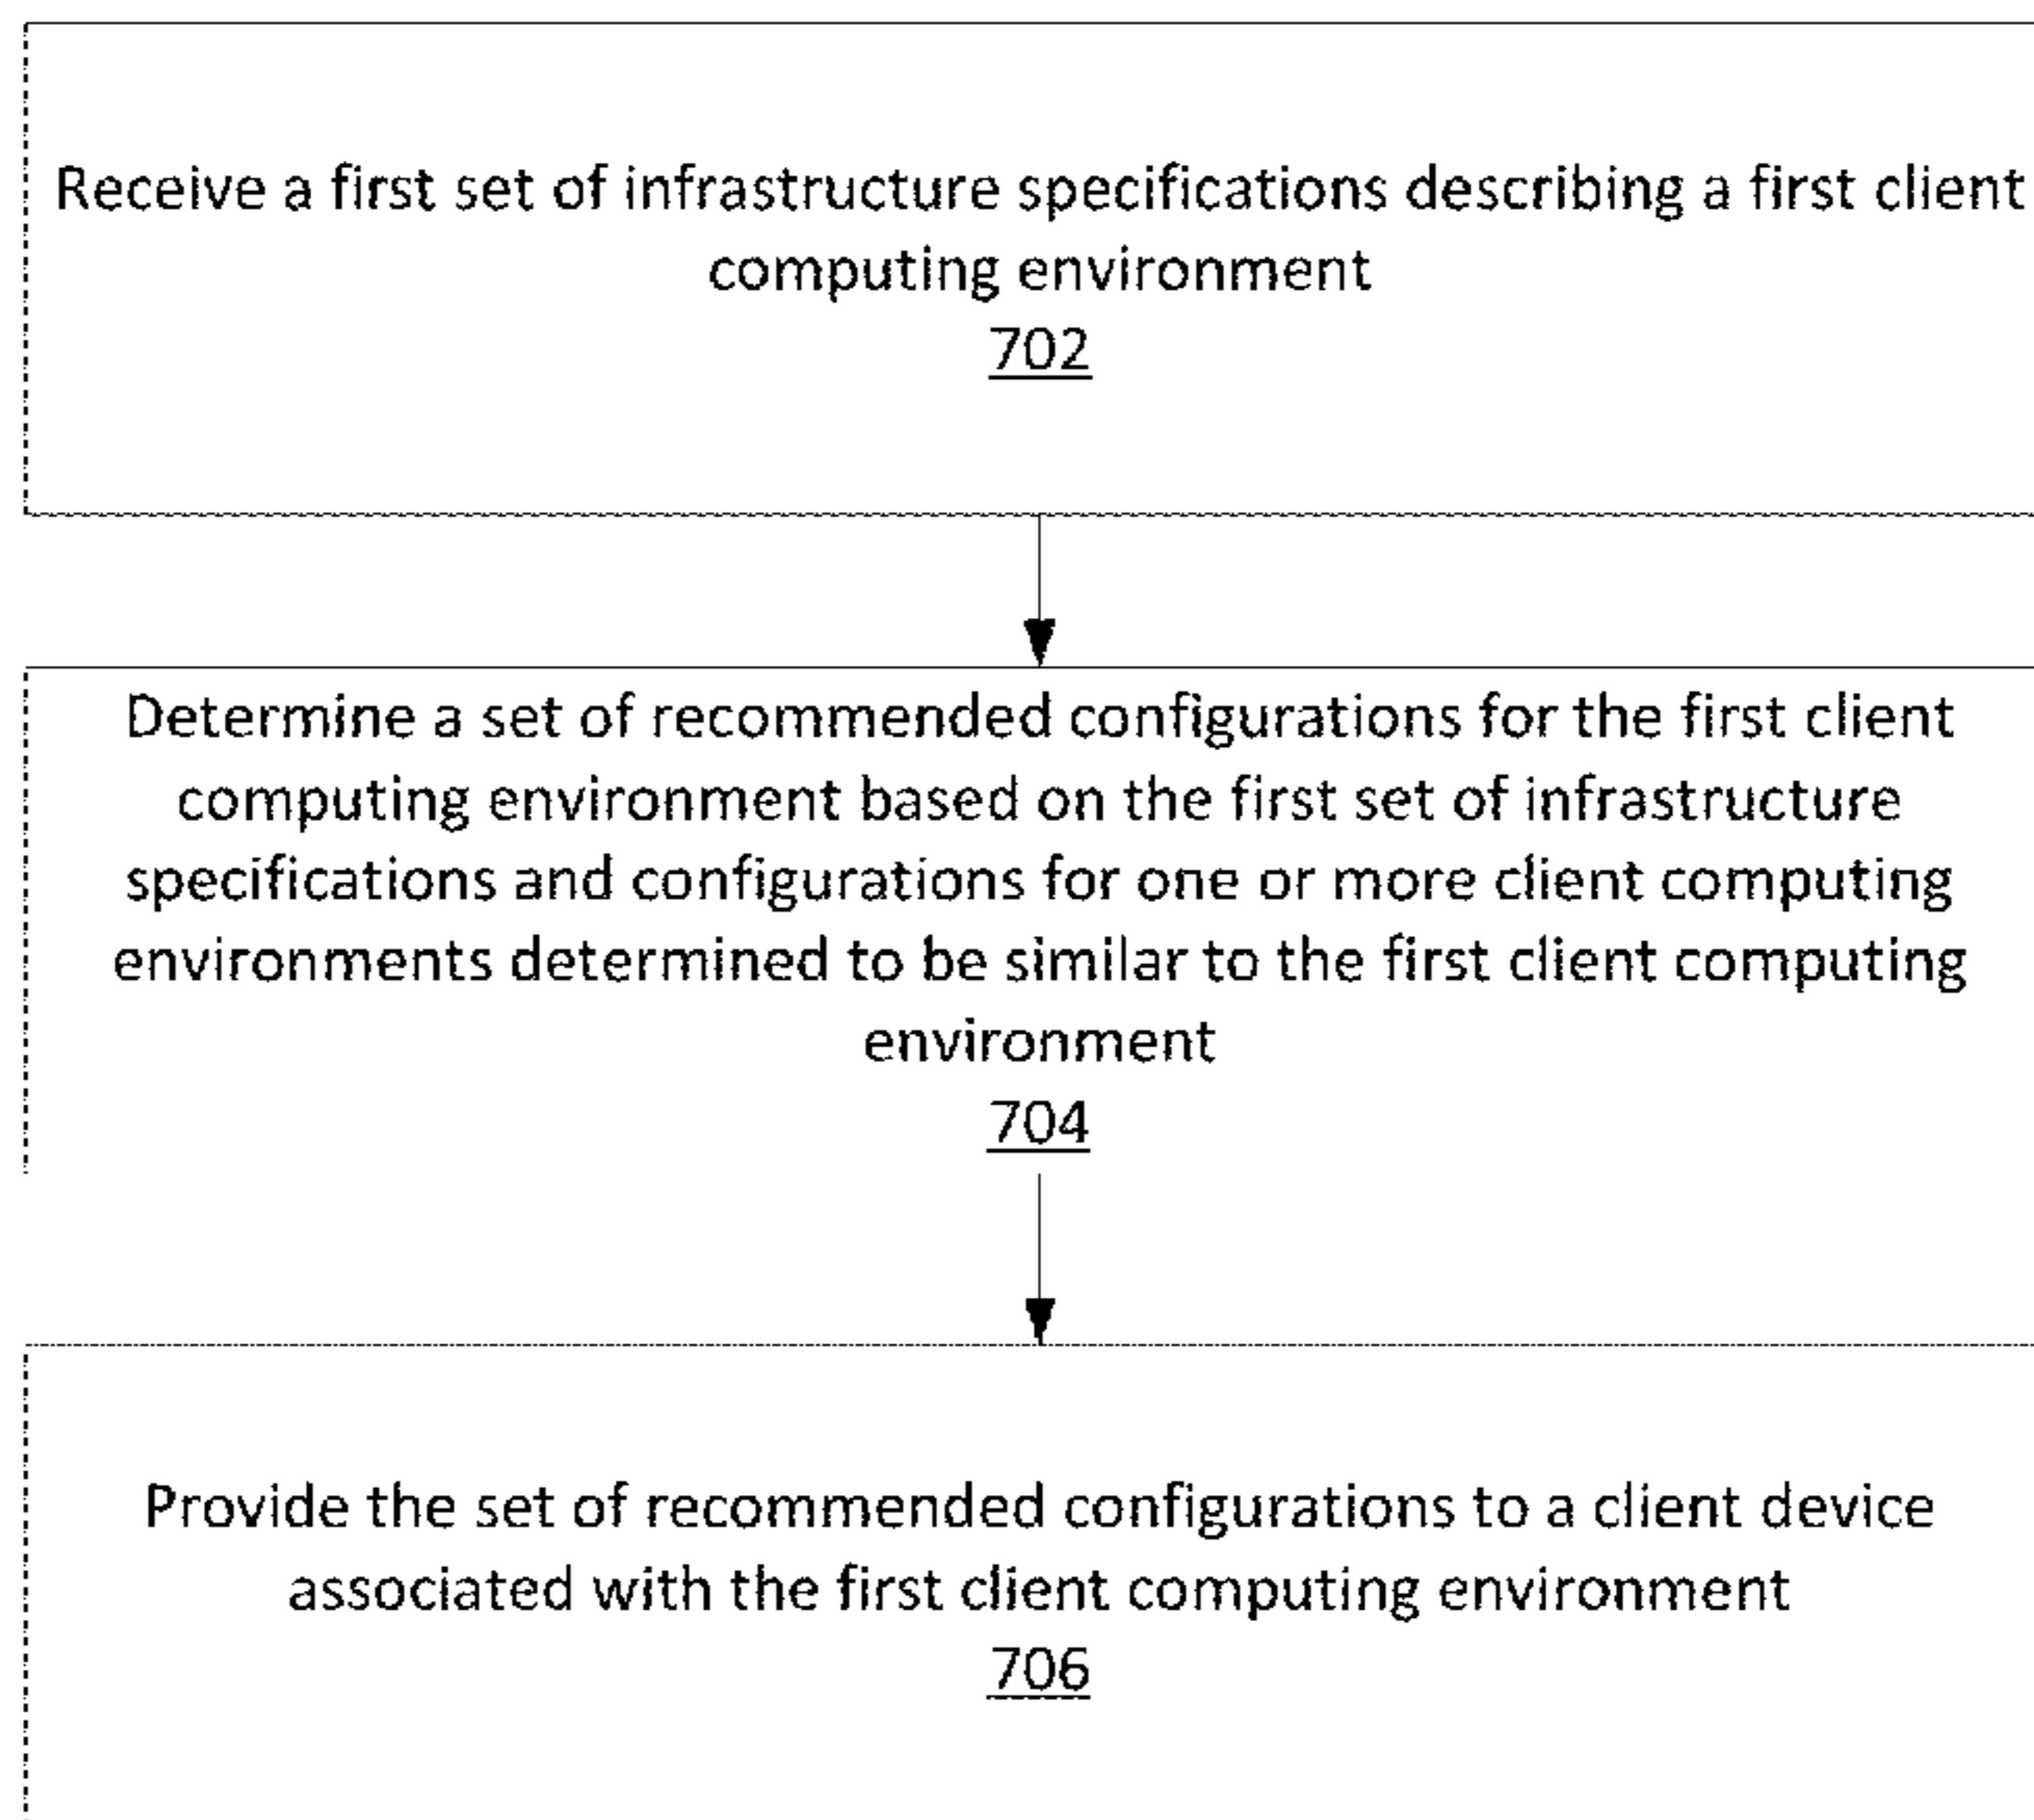 Receive a first set of infrastructure specifications describing a first client
computing environment
702
Determine a set of recommended configurations for the first client
computing environment based on the first set of infrastructure
specifications and configurations for one or more client computing
environments determined to be similar to the first client computing
environment
704
Provide the set of recommended configurations to a client device
associated with the first client computing environment
706